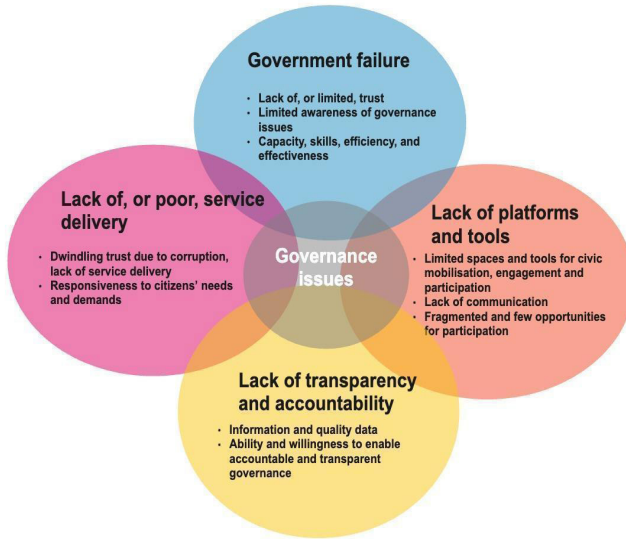 Government failure
· Lack of, or limited, trust
· Limited awareness of governance
issues
· Capacity, skills, efficiency, and
effectiveness
Lack of, or poor, service
delivery
· Dwindling trust due to corruption,
lack of service delivery
· Responsiveness to citizens’ needs
and demands
Governance
issues
Lack of platforms
and tools
· Limited spaces and tools for civic
mobilisation, engagement and
participation
· Lack of communication
· Fragmented and few opportunities
for participation
Lack of transparency
and accountability
· Information and quality data
· Ability and willingness to enable
accountable and transparent
governance